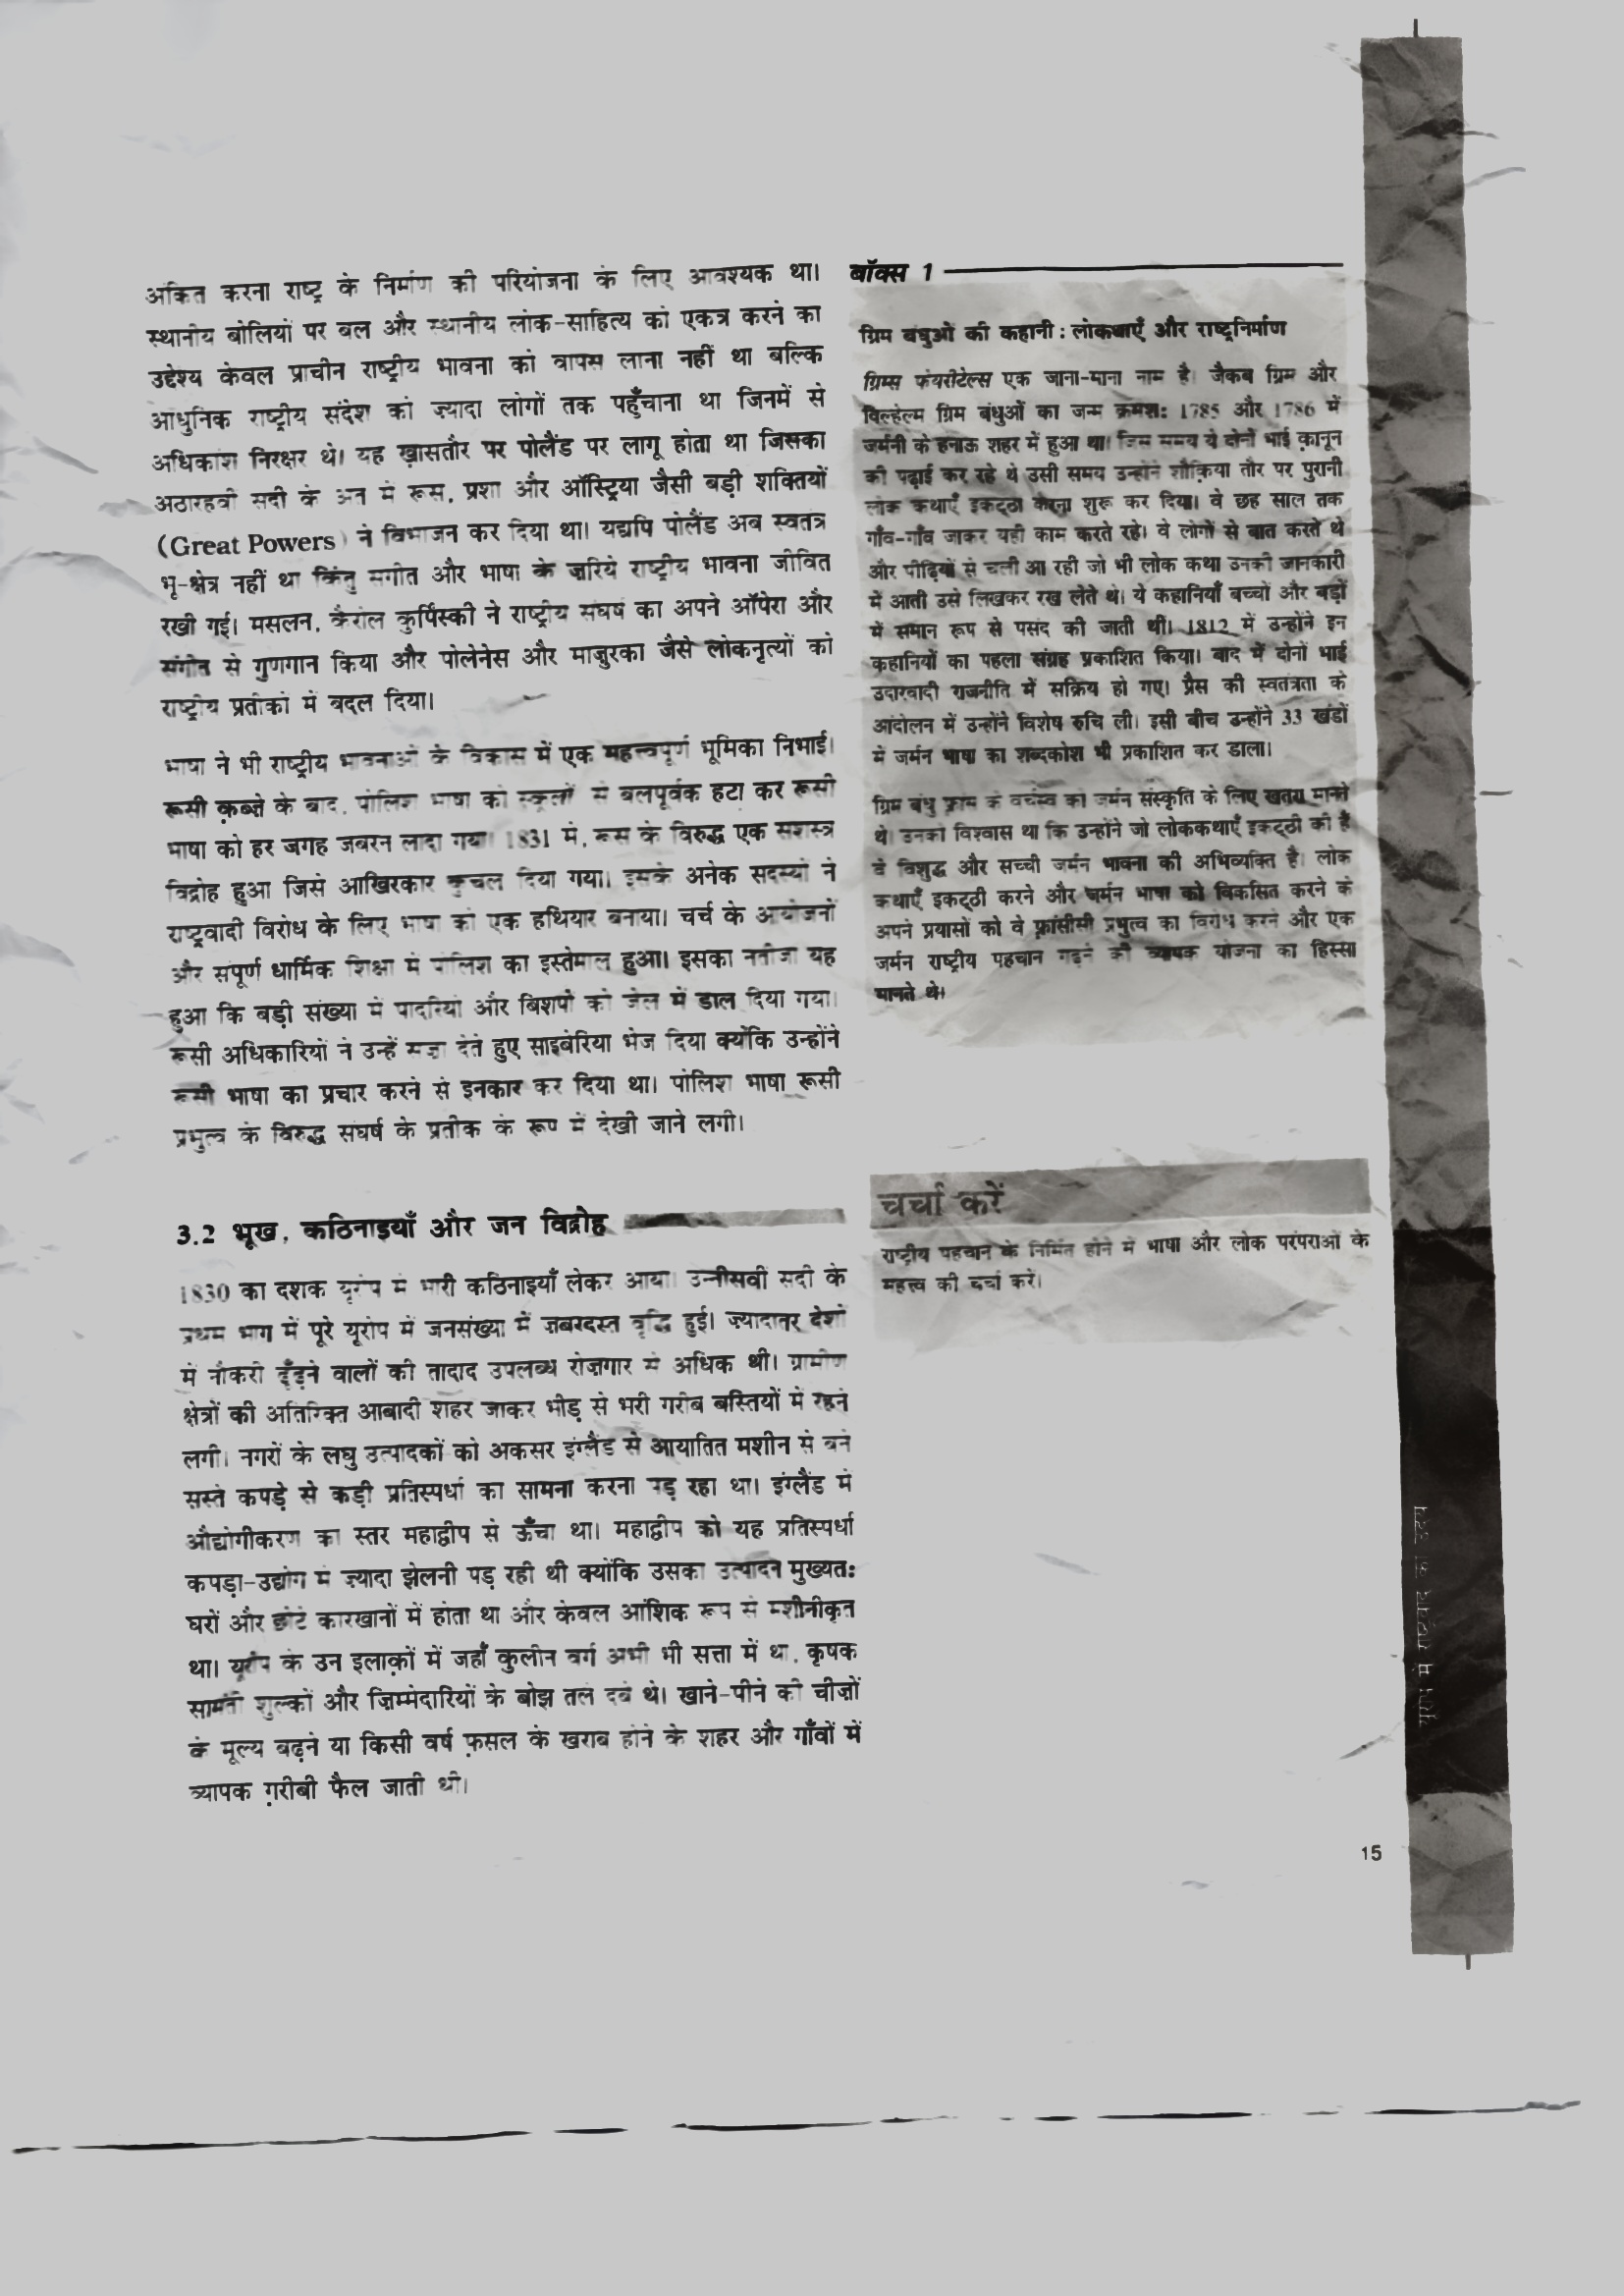 अंकित करना राष्ट्र के निर्माण की परियोजना के लिए आवश्यक था।
स्थानीय बोलियों पर बल और स्थानीय लोक-साहित्य को एकत्र करने का
उद्देश्य केवल प्राचीन राष्ट्रीय भावना को वापस लाना नहीं था बल्कि
आधुनिक राष्ट्रीय संदेश को ज़्यादा लोगों तक पहुँचाना था जिनमें से
अधिकांश निरक्षर थे। यह ख़ासतौर पर पोलैंड पर लागू होता था जिसका
अठारहवीं सदी के अंत में रूस, प्रशा और ऑस्ट्रिया जैसी बड़ी शक्तियों
(Great Powers) ने विभाजन कर दिया था। यद्यपि पोलैंड अब स्वतंत्र
भू-क्षेत्र नहीं था किंतु संगीत और भाषा के ज़रिये राष्ट्रीय भावना जीवित
रखी गई। मसलन, कैरोल कुर्पिंस्की ने राष्ट्रीय संघर्ष का अपने ऑपेरा और
संगीत से गुणगान किया और पोलेनेस और माज़ुरका जैसे लोकनृत्यों को
राष्ट्रीय प्रतीकों में बदल दिया।
भाषा ने भी राष्ट्रीय भावनाओं के विकास में एक महत्त्वपूर्ण भूमिका निभाई।
रूसी क़ब्ज़े के बाद, पोलिश भाषा को स्कूलों से बलपूर्वक हटा कर रूसी
भाषा को हर जगह जबरन लादा गया। 1831 में, रूस के विरुद्ध एक सशस्त्र
विद्रोह हुआ जिसे आखिरकार कुचल दिया गया। इसके अनेक सदस्यों ने
राष्ट्रवादी विरोध के लिए भाषा को एक हथियार बनाया। चर्च के आयोजनों
और संपूर्ण धार्मिक शिक्षा में पोलिश का इस्तेमाल हुआ। इसका नतीजा यह
हुआ कि बड़ी संख्या में पादरियों और बिशपों को जेल में डाल दिया गया।
रूसी अधिकारियों ने उन्हें सज़ा देते हुए साइबेरिया भेज दिया क्योंकि उन्होंने
रूसी भाषा का प्रचार करने से इनकार कर दिया था। पोलिश भाषा रूसी
प्रभुत्व के विरुद्ध संघर्ष के प्रतीक के रूप में देखी जाने लगी।
3.2 भूख, कठिनाइयाँ और जन विद्रोह
1830 का दशक यूरोप में भारी कठिनाइयाँ लेकर आया। उन्नीसवीं सदी के
प्रथम भाग में पूरे यूरोप में जनसंख्या में ज़बरदस्त वृद्धि हुई। ज़्यादातर देशों
में नौकरी ढूँढ़ने वालों की तादाद उपलब्ध रोज़गार से अधिक थी। ग्रामीण
क्षेत्रों की अतिरिक्त आबादी शहर जाकर भीड़ से भरी गरीब बस्तियों में रहने
लगी। नगरों के लघु उत्पादकों को अकसर इंग्लैंड से आयातित मशीन से बने
सस्ते कपड़े से कड़ी प्रतिस्पर्धा का सामना करना पड़ रहा था। इंग्लैंड में
औद्योगीकरण का स्तर महाद्वीप से ऊँचा था। महाद्वीप को यह प्रतिस्पर्धा
कपड़ा-उद्योग में ज़्यादा झेलनी पड़ रही थी क्योंकि उसका उत्पादन मुख्यत:
घरों और छोटे कारखानों में होता था और केवल आंशिक रूप से मशीनीकृत
था। यूरोप के उन इलाक़ों में जहाँ कुलीन वर्ग अभी भी सत्ता में था, कृषक
सामंती शुल्कों और ज़िम्मेदारियों के बोझ तले दबे थे। खाने-पीने की चीज़ों
के मूल्य बढ़ने या किसी वर्ष फ़सल के खराब होने के शहर और गाँवों में
व्यापक ग़रीबी फैल जाती थी।
बॉक्स 1
ग्रिम बंधुओं की कहानी : लोकथाएँ और राष्ट्रनिर्माण
ग्रिम्स फेयरीटेल्स एक जाना-माना नाम है। जैकब ग्रिम और
विल्हेल्म ग्रिम बंधुओं का जन्म क्रमश: 1785 और 1786 में
जर्मनी के हनाऊ शहर में हुआ था। जिस समय ये दोनों भाई क़ानून
की पढ़ाई कर रहे थे उसी समय उन्होंने शौक़िया तौर पर पुरानी
लोक कथाएँ इकट्ठी करना शुरू कर दिया। वे छह साल तक
गाँव-गाँव जाकर यही काम करते रहे। वे लोगों से बात करते थे
और पीढ़ियों से चली आ रही जो भी लोक कथा उनकी जानकारी
में आती उसे लिखकर रख लेते थे। ये कहानियाँ बच्चों और बड़ों
में समान रूप से पसंद की जाती थीं। 1812 में उन्होंने इन
कहानियों का पहला संग्रह प्रकाशित किया। बाद में दोनों भाई
उदारवादी राजनीति में सक्रिय हो गए। प्रैस की स्वतंत्रता के
आंदोलन में उन्होंने विशेष रुचि ली। इसी बीच उन्होंने 33 खंडों
में जर्मन भाषा का शब्दकोश भी प्रकाशित कर डाला।
ग्रिम बंधु फ़्रांस के वर्चस्व को जर्मन संस्कृति के लिए खतरा मानते
थे। उनको विश्वास था कि उन्होंने जो लोककथाएँ इकट्ठी की हैं
वे विशुद्ध और सच्ची जर्मन भावना की अभिव्यक्ति है। लोक
कथाएँ इकट्ठी करने और जर्मन भाषा को विकसित करने के
अपने प्रयासों को वे फ़्रांसीसी प्रभुत्व का विरोध करने और एक
जर्मन राष्ट्रीय पहचान गढ़ने की व्यापक योजना का हिस्सा
मानते थे।
चर्चा करें
राष्ट्रीय पहचान के निर्मित होने में भाषा और लोक परंपराओं के
महत्त्व की चर्चा करें।
यूरोप में राष्ट्रवाद का उदय
15